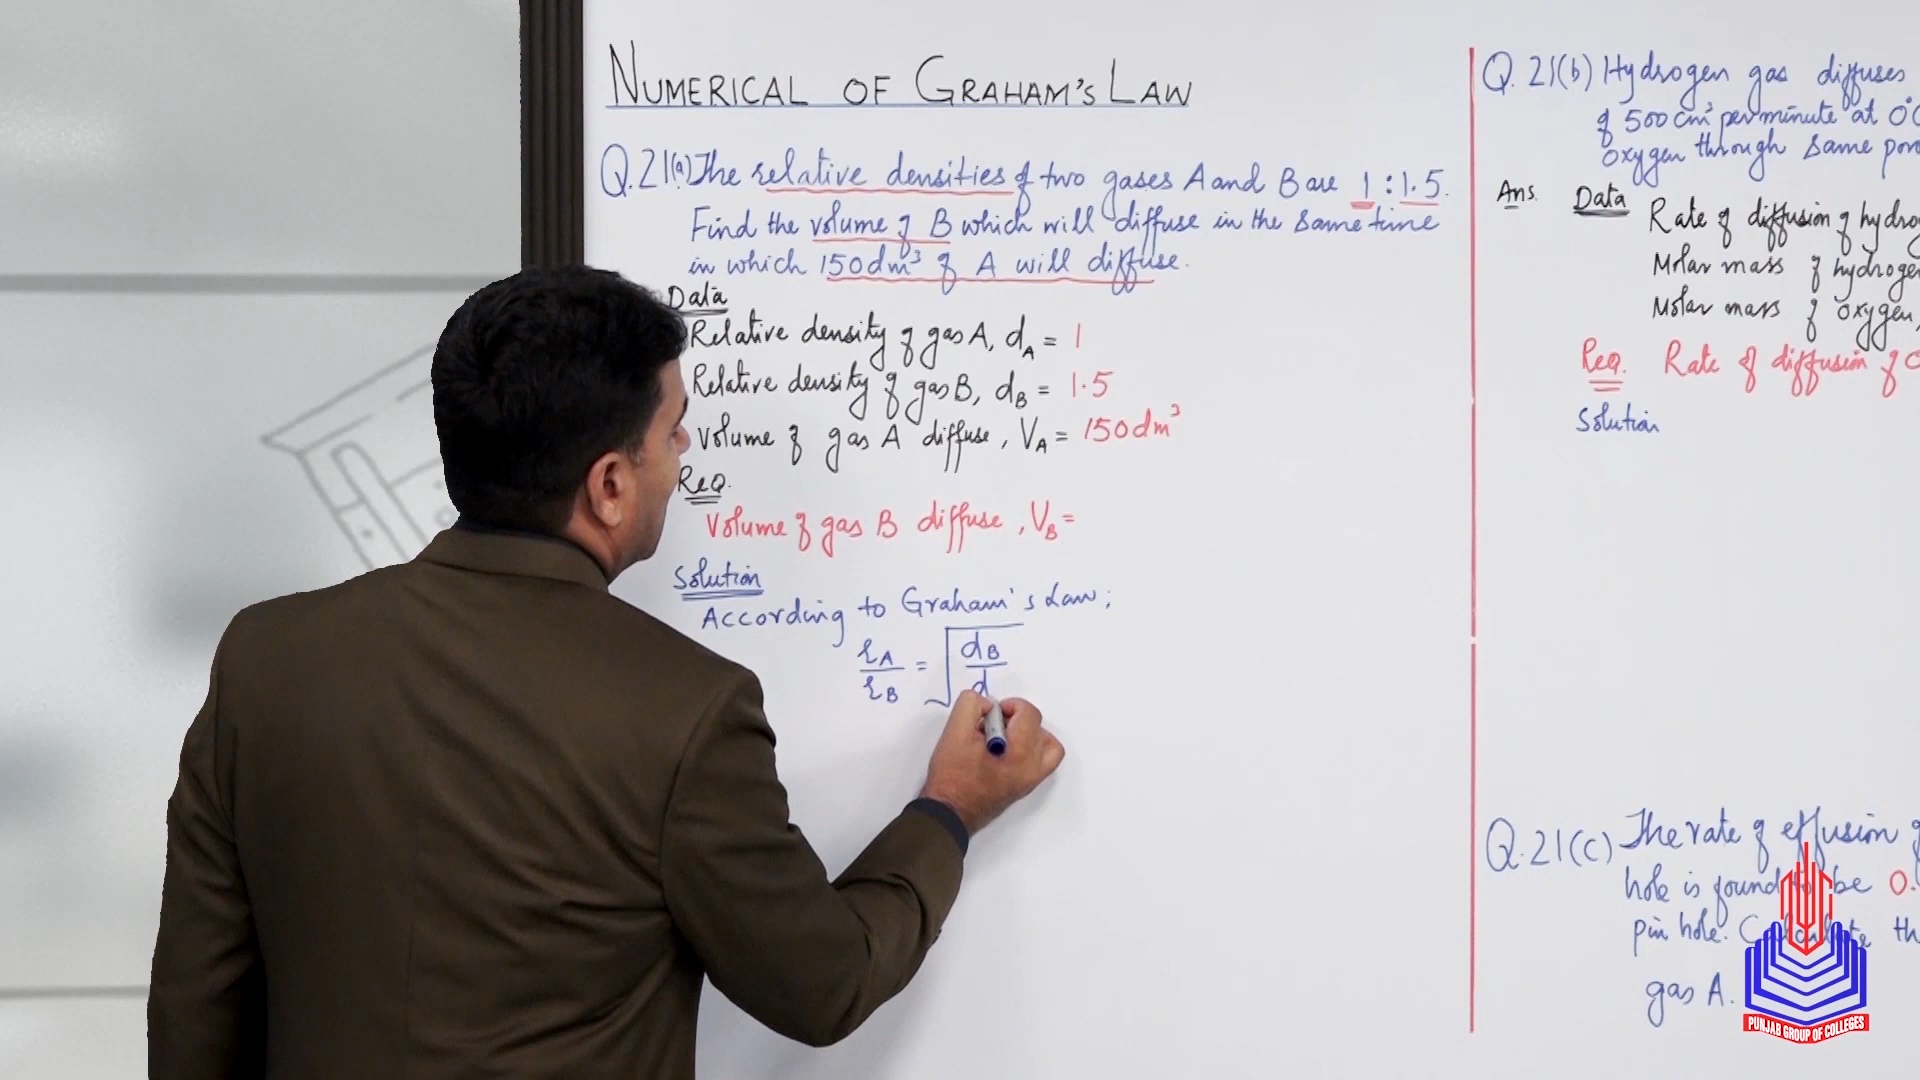 NUMERICAL OF GRAHAM'S LAW
Q.21(a) The relative densities of two gases A and B are 1 : 1.5.
Find the volume of B which will diffuse in the same time
in which 150dm³ of A will diffuse.
Data
Relative density of gas A, dA = 1
Relative density of gas B, dB = 1.5
Volume of gas A diffuse, VA = 150dm³
Req.
Volume of gas B diffuse, VB =
Solution
According to Graham's Law;
rA/rB = √dB/d
Q.21(b) Hydrogen gas diffuses
of 500 cm³ per minute at 0°C
oxygen through same
Ans. Data Rate of diffusion of
Molar mass of hydrogen
Molar mass of oxygen,
Req. Rate of diffusion of
Solution
Q.21(c) The rate of effusion
hole is found to be 0.
pin hole. Calculate
gas A.
PUNJAB GROUP OF COLLEGES